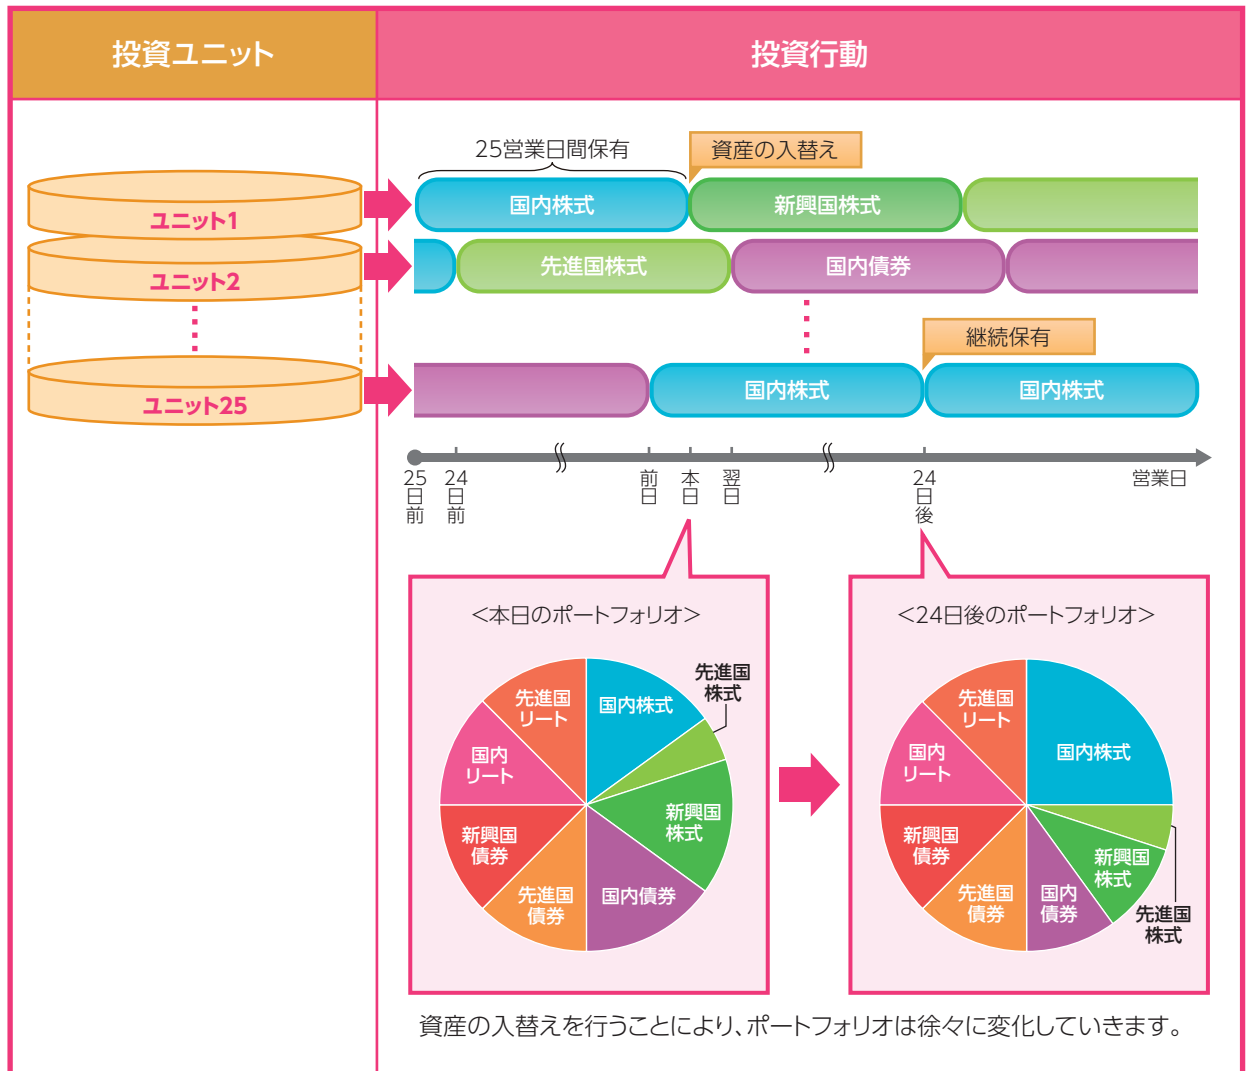 投資ユニット
投資行動
25営業日間保有
資産の入替え
ユニット1
国内株式
新興国株式
ユニット2
先進国株式
国内債券
継続保有
ユニット25
国内株式
国内株式
25日前
24日前
前日
本日
翌日
24日後
営業日
<本日のポートフォリオ>
国内株式
先進国
株式
新興国
株式
国内債券
先進国
債券
新興国
債券
国内
リート
先進国
リート
<24日後のポートフォリオ>
国内株式
先進国
株式
新興国
株式
国内
債券
先進国
債券
新興国
債券
国内
リート
先進国
リート
資産の入替えを行うことにより、ポートフォリオは徐々に変化していきます。